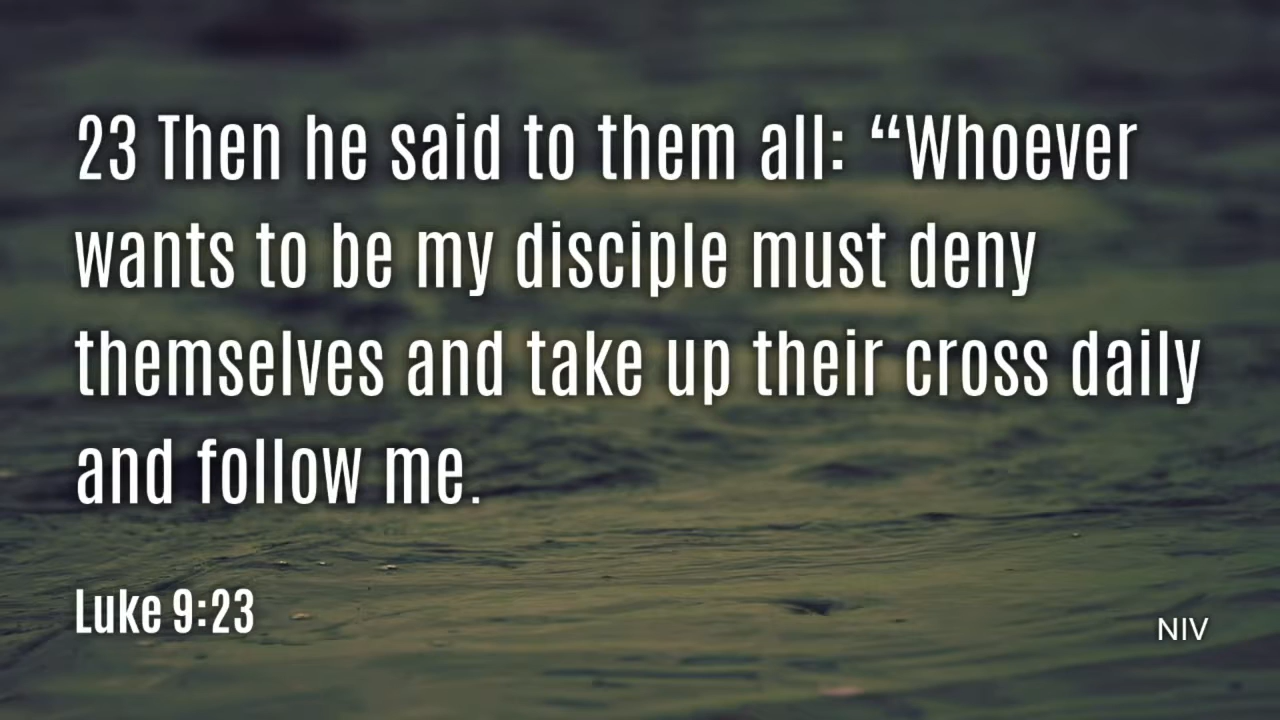 23 Then he said to them all: “Whoever
wants to be my disciple must deny
themselves and take up their cross daily
and follow me.
Luke 9:23
NIV